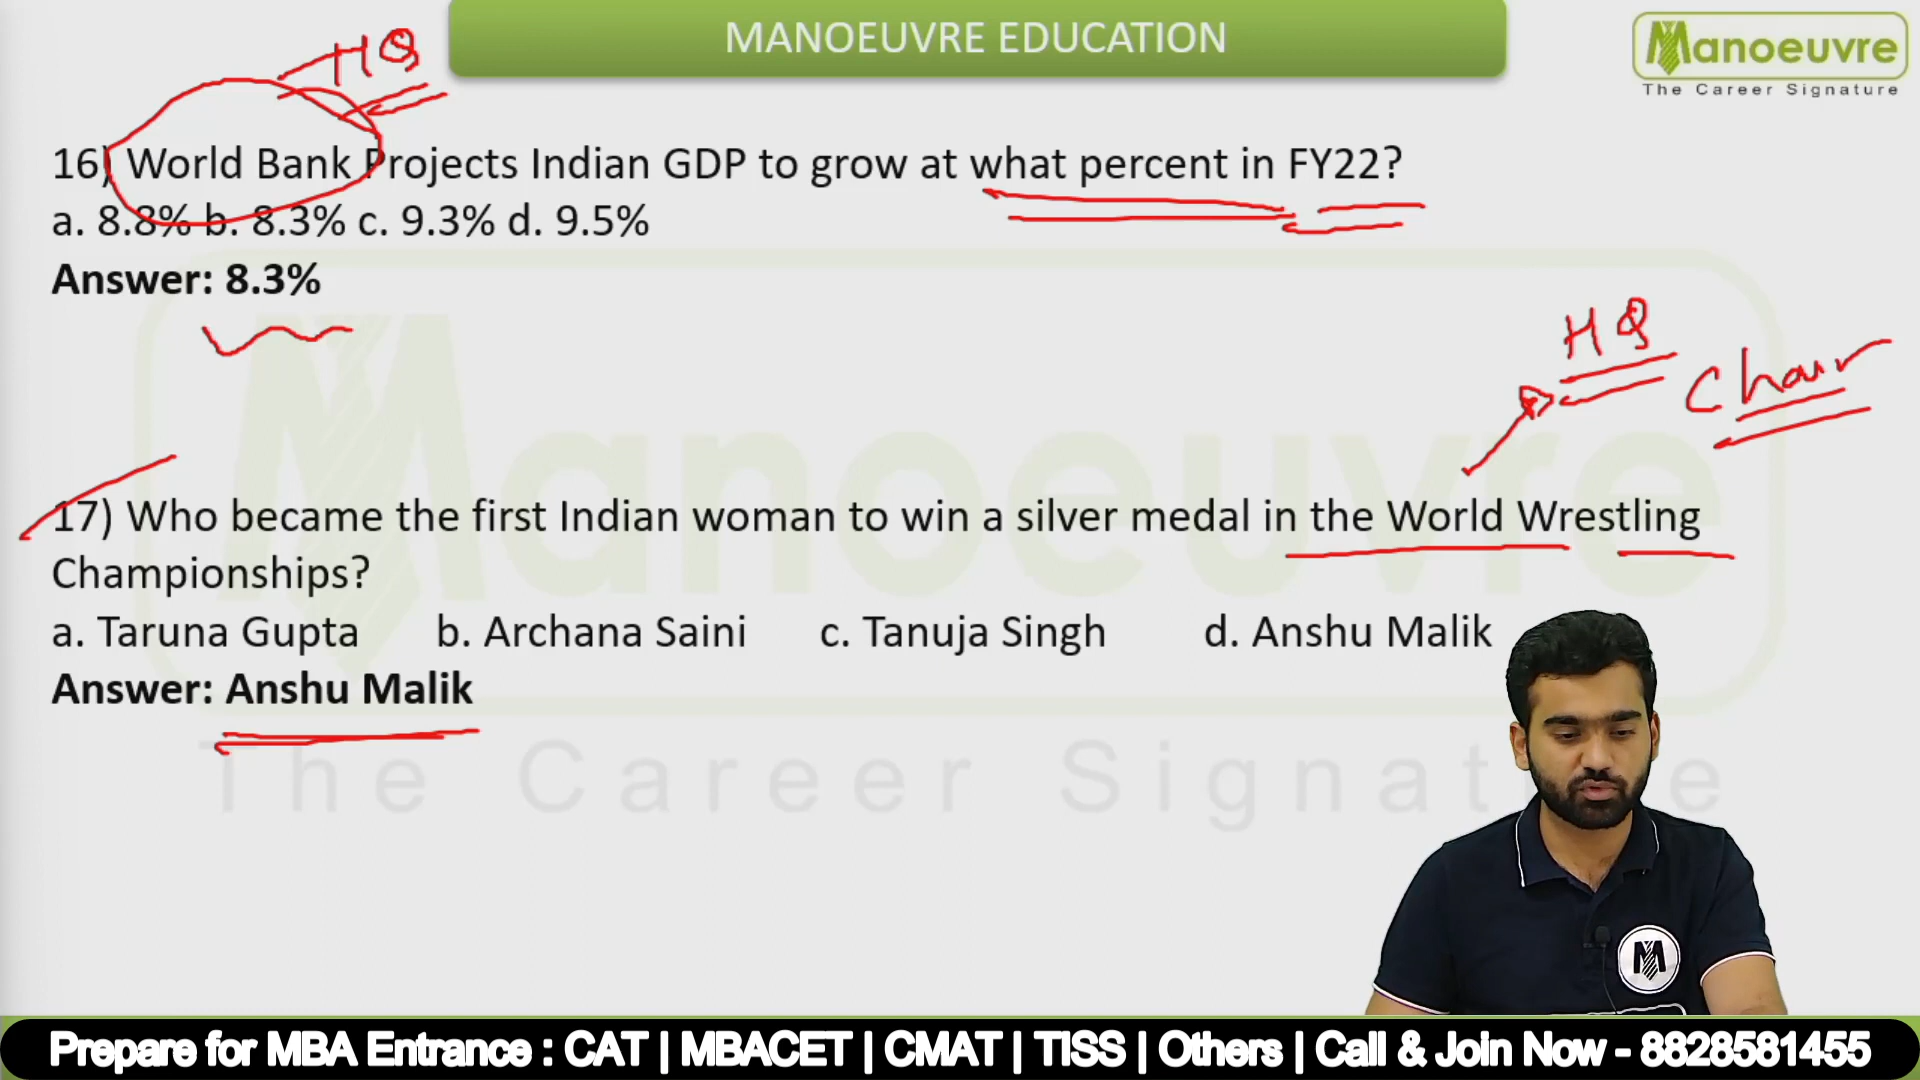 MANOEUVRE EDUCATION
Manoeuvre
The Career Signature
HQ
16) World Bank Projects Indian GDP to grow at what percent in FY22?
a. 8.8% b. 8.3% c. 9.3% d. 9.5%
Answer: 8.3%
HQ
Chair
17) Who became the first Indian woman to win a silver medal in the World Wrestling
Championships?
a. Taruna Gupta b. Archana Saini c. Tanuja Singh d. Anshu Malik
Answer: Anshu Malik
Manoeuvre
The Career Signature
M
Prepare for MBA Entrance : CAT | MBACET | CMAT | TISS | Others | Call & Join Now - 8828581455